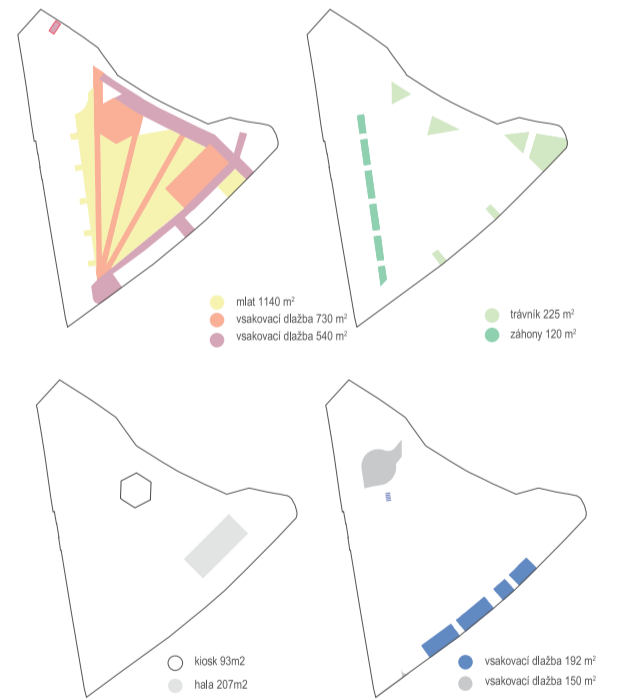 mlat 1140 m²
vsakovací dlažba 730 m²
vsakovací dlažba 540 m²
trávník 225 m²
záhony 120 m²
kiosk 93m2
hala 207m2
vsakovací dlažba 192 m²
vsakovací dlažba 150 m²